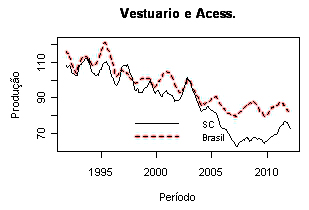 Vestuario e Acess.
Produção
110
90
70
SC
Brasil
1995
2000
2005
2010
Período